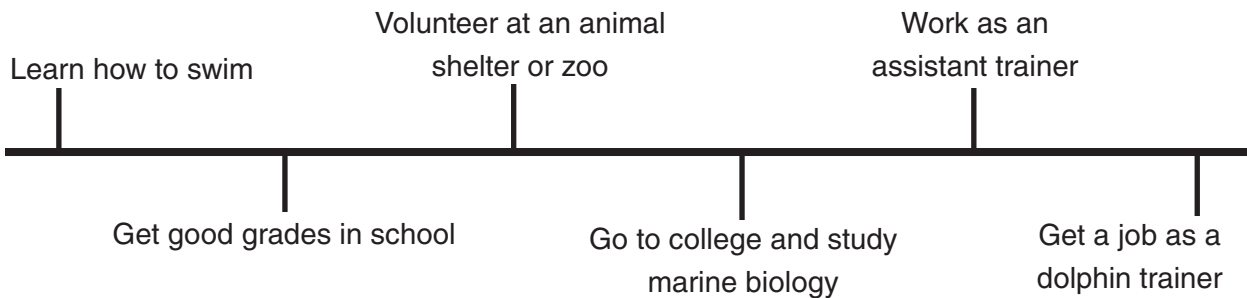 Learn how to swim
Get good grades in school
Volunteer at an animal
shelter or zoo
Go to college and study
marine biology
Work as an
assistant trainer
Get a job as a
dolphin trainer